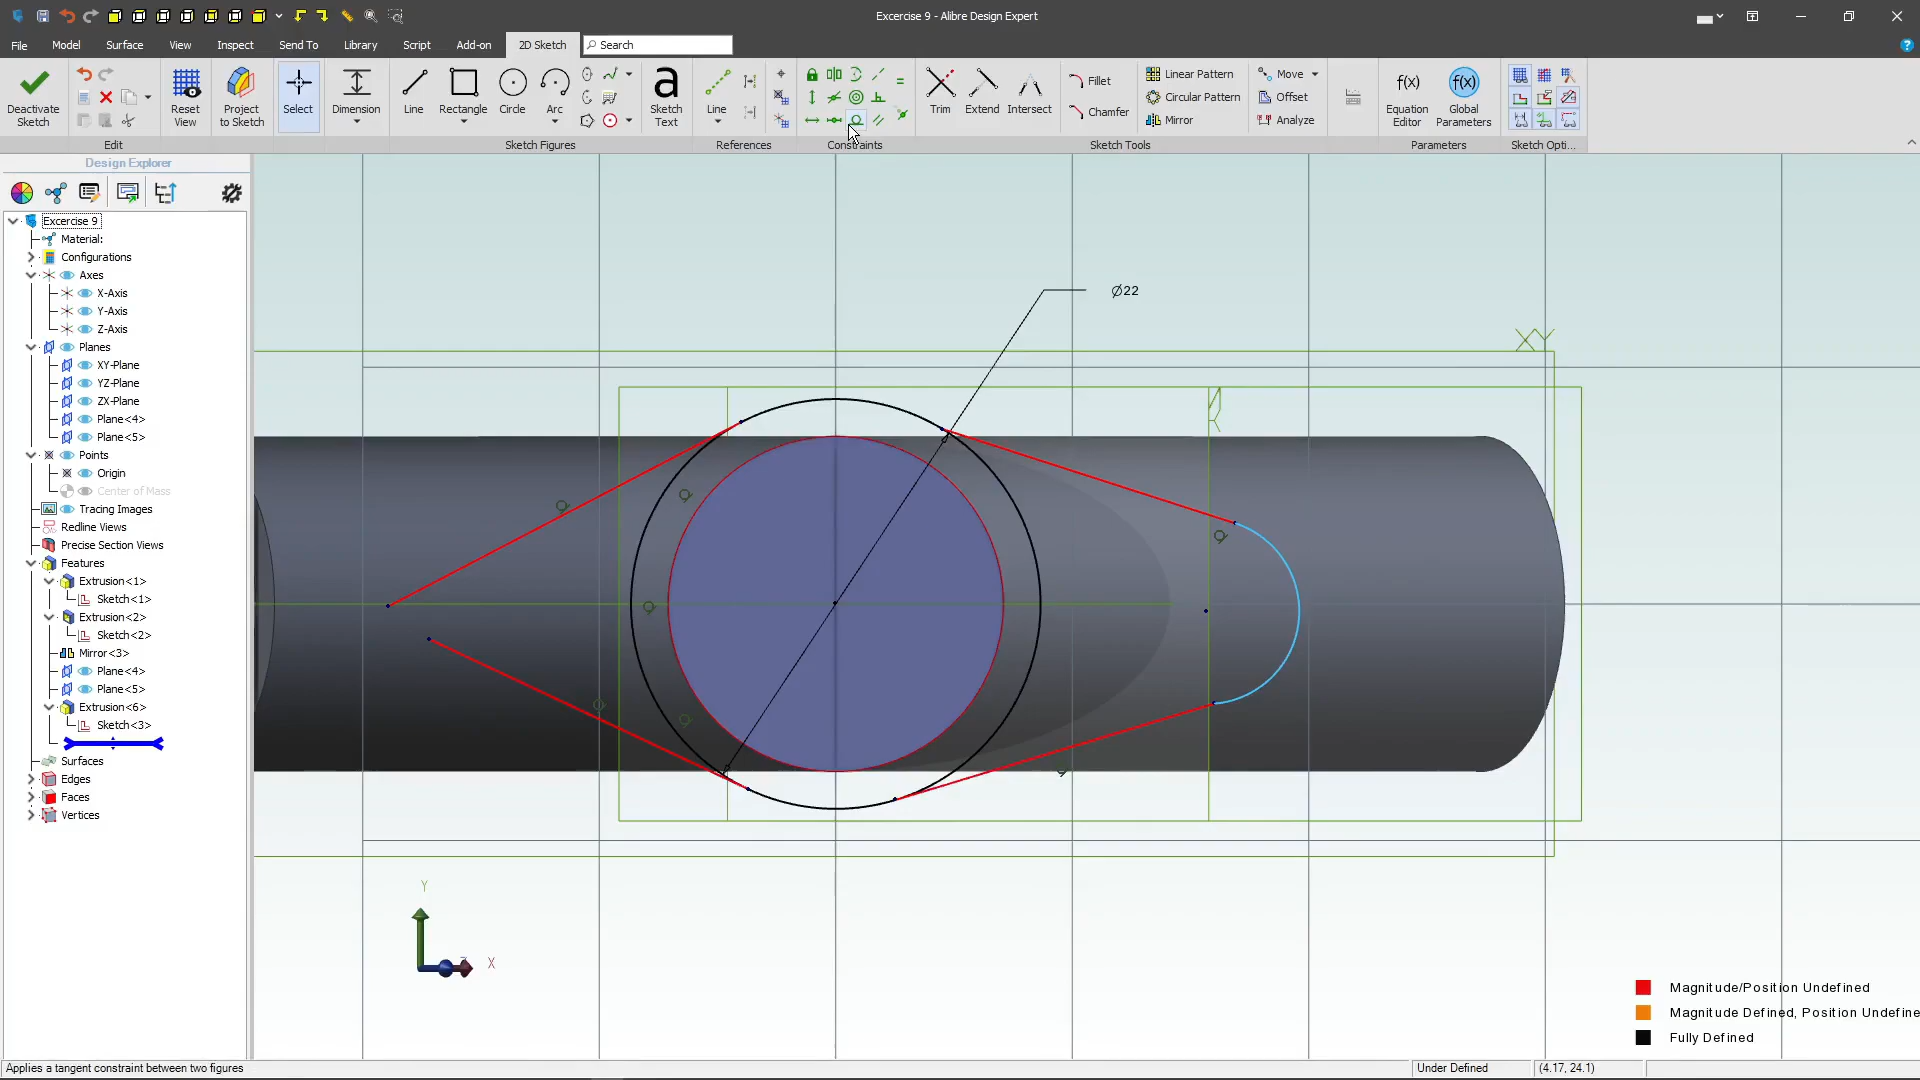 Excercise 9 - Alibre Design Expert
File
Model
Surface
View
Inspect
Send To
Library
Script
Add-on
2D Sketch
Search
Deactivate
Sketch
Reset
View
Project
to Sketch
Select
Dimension
Line
Rectangle
Circle
Arc
a
Sketch
Text
Line
Trim
Extend
Intersect
Fillet
Chamfer
Linear Pattern
Circular Pattern
Mirror
Move
Offset
Analyze
f(x)
Equation
Editor
f(x)
Global
Parameters
Edit
Sketch Figures
References
Constraints
Sketch Tools
Parameters
Sketch Opti...
Design Explorer
Excercise 9
Material:
Configurations
Axes
X-Axis
Y-Axis
Z-Axis
Planes
XY-Plane
YZ-Plane
ZX-Plane
Plane<4>
Plane<5>
Points
Origin
Center of Mass
Tracing Images
Redline Views
Precise Section Views
Features
Extrusion<1>
Sketch<1>
Extrusion<2>
Sketch<2>
Mirror<3>
Plane<4>
Plane<5>
Extrusion<6>
Sketch<3>
Surfaces
Edges
Faces
Vertices
∅22
XY
Y
Z
X
Magnitude/Position Undefined
Magnitude Defined, Position Undefine
Fully Defined
Applies a tangent constraint between two figures
Under Defined
(4.17, 24.1)